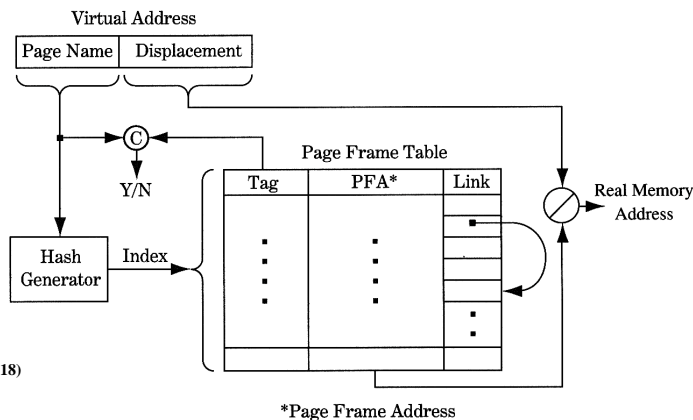 Virtual Address
Page Name Displacement
C
Y/N
Page Frame Table
Tag PFA* Link
Real Memory
Address
Hash
Generator
Index
18)
*Page Frame Address